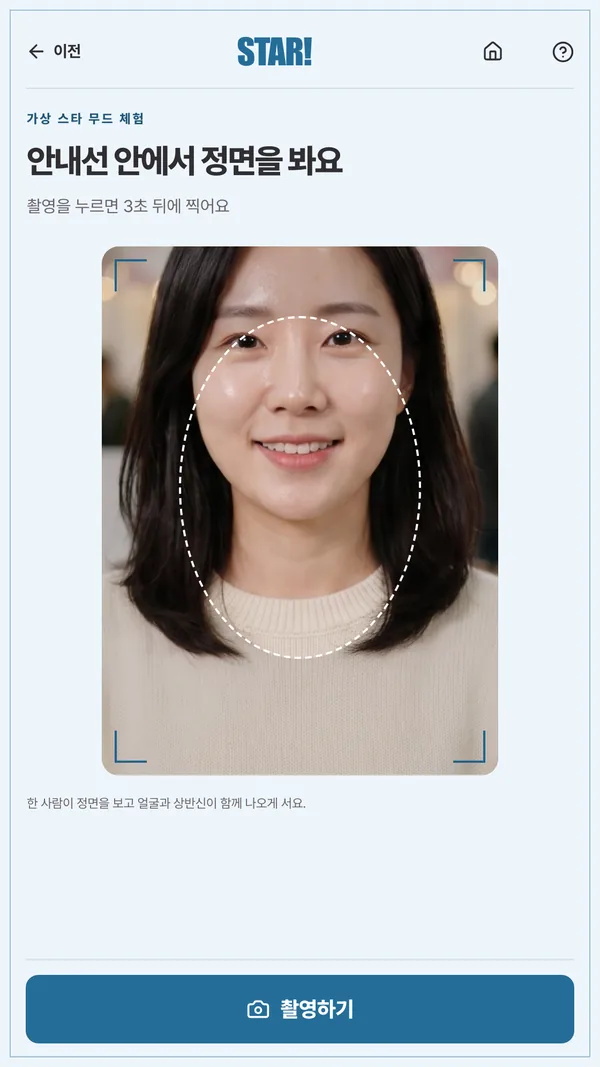 이전
STAR!
가상 스타 무드 체험
안내선 안에서 정면을 봐요
촬영을 누르면 3초 뒤에 찍어요
한 사람이 정면을 보고 얼굴과 상반신이 함께 나오게 서요.
촬영하기